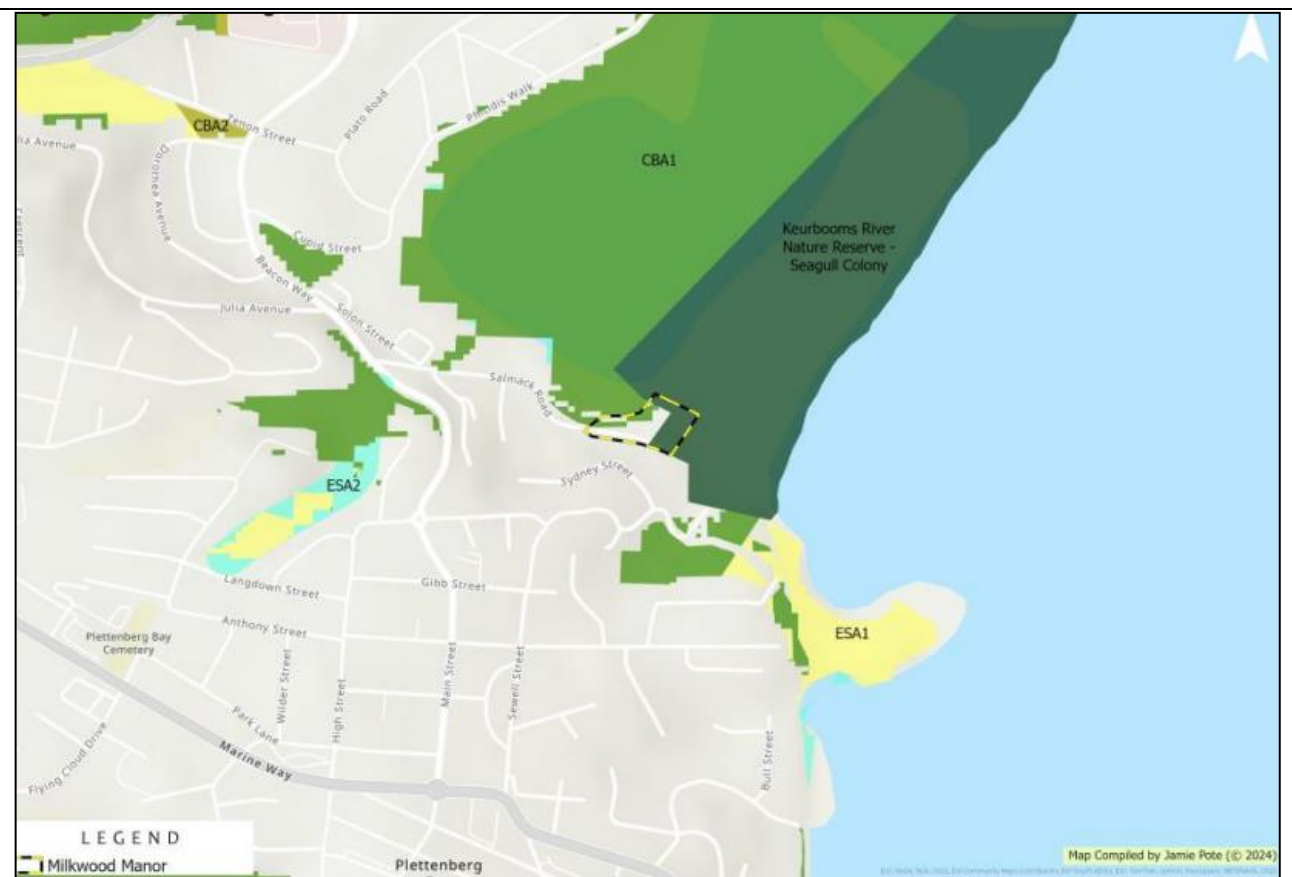 CBA2
Zenon Street
Plato Road
Phildis Walk
CBA1
lia Avenue
Dorothea Avenue
Crescent
Cupid Street
Keurbooms River
Nature Reserve -
Seagull Colony
Beacon Way
Julia Avenue
Solon Street
Salmack Road
Sydney Street
ESA2
Langdown Street
Gibb Street
Anthony Street
Plettenberg Bay
Cemetery
ESA1
Wilder Street
High Street
Main Street
Sewell Street
Park Lane
Marine Way
Flying Cloud Drive
Bull Street
LEGEND
Milkwood Manor
Plettenberg
Map Compiled by Jamie Pote (© 2024)